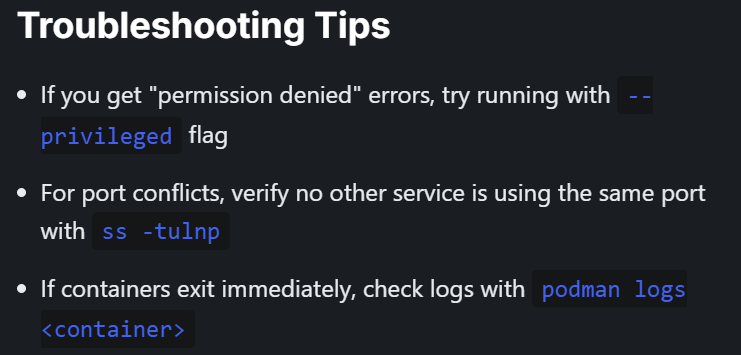 Troubleshooting Tips
• If you get "permission denied" errors, try running with --
privileged flag
• For port conflicts, verify no other service is using the same port
with ss -tulnp
• If containers exit immediately, check logs with podman logs
<container>